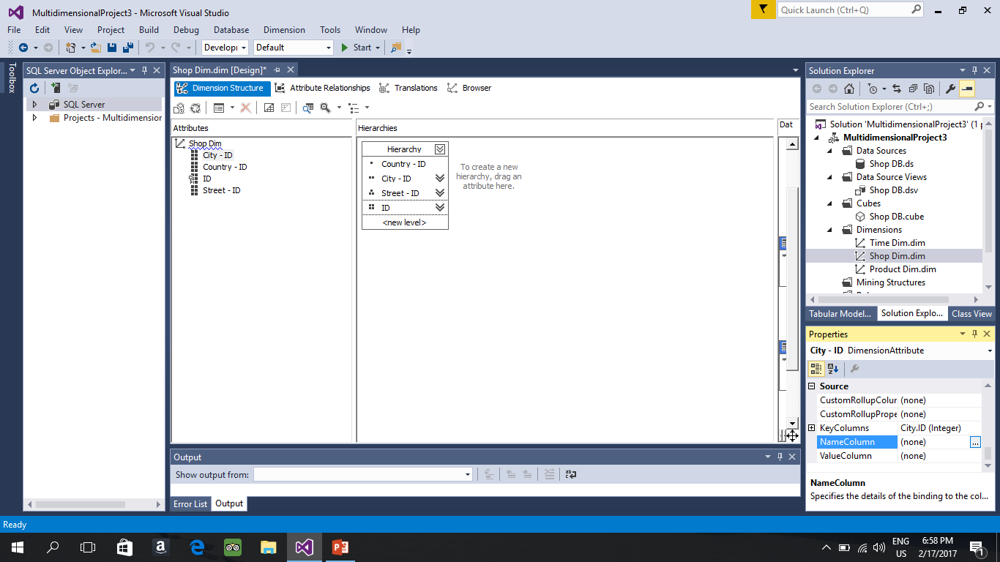 MultidimensionalProject3 - Microsoft Visual Studio
Quick Launch (Ctrl+Q)
File Edit View Project Build Debug Database Dimension Tools Window Help
Developi Default Start
Toolbox
SQL Server Object Explor...
SQL Server
Projects - Multidimension
Shop Dim.dim [Design]*
Dimension Structure Attribute Relationships Translations Browser
Attributes
Shop Dim
City - ID
Country - ID
ID
Street - ID
Hierarchies
Hierarchy
Country - ID
City - ID
Street - ID
ID
<new level>
To create a new
hierarchy, drag an
attribute here.
Dat
Output
Show output from:
Error List Output
Solution Explorer
Search Solution Explorer (Ctrl+;)
Solution 'MultidimensionalProject3' (1 p
MultidimensionalProject3
Data Sources
Shop DB.ds
Data Source Views
Shop DB.dsv
Cubes
Shop DB.cube
Dimensions
Time Dim.dim
Shop Dim.dim
Product Dim.dim
Mining Structures
Tabular Model... Solution Explo... Class View
Properties
City - ID DimensionAttribute
Source
CustomRollupColur (none)
CustomRollupPrope (none)
KeyColumns City.ID (Integer)
NameColumn (none) ...
ValueColumn (none)
NameColumn
Specifies the details of the binding to the col...
Ready
ENG
US
6:58 PM
2/17/2017
1